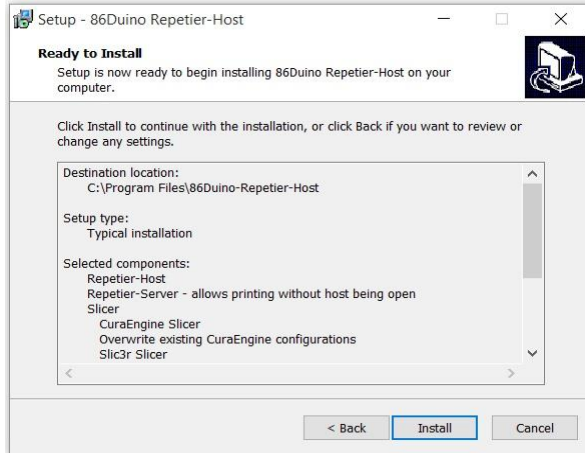 Setup - 86Duino Repetier-Host
Ready to Install
Setup is now ready to begin installing 86Duino Repetier-Host on your
computer.
Click Install to continue with the installation, or click Back if you want to review or
change any settings.
Destination location:
C:\Program Files\86Duino-Repetier-Host
Setup type:
Typical installation
Selected components:
Repetier-Host
Repetier-Server - allows printing without host being open
Slicer
CuraEngine Slicer
Overwrite existing CuraEngine configurations
Slic3r Slicer
< Back
Install
Cancel